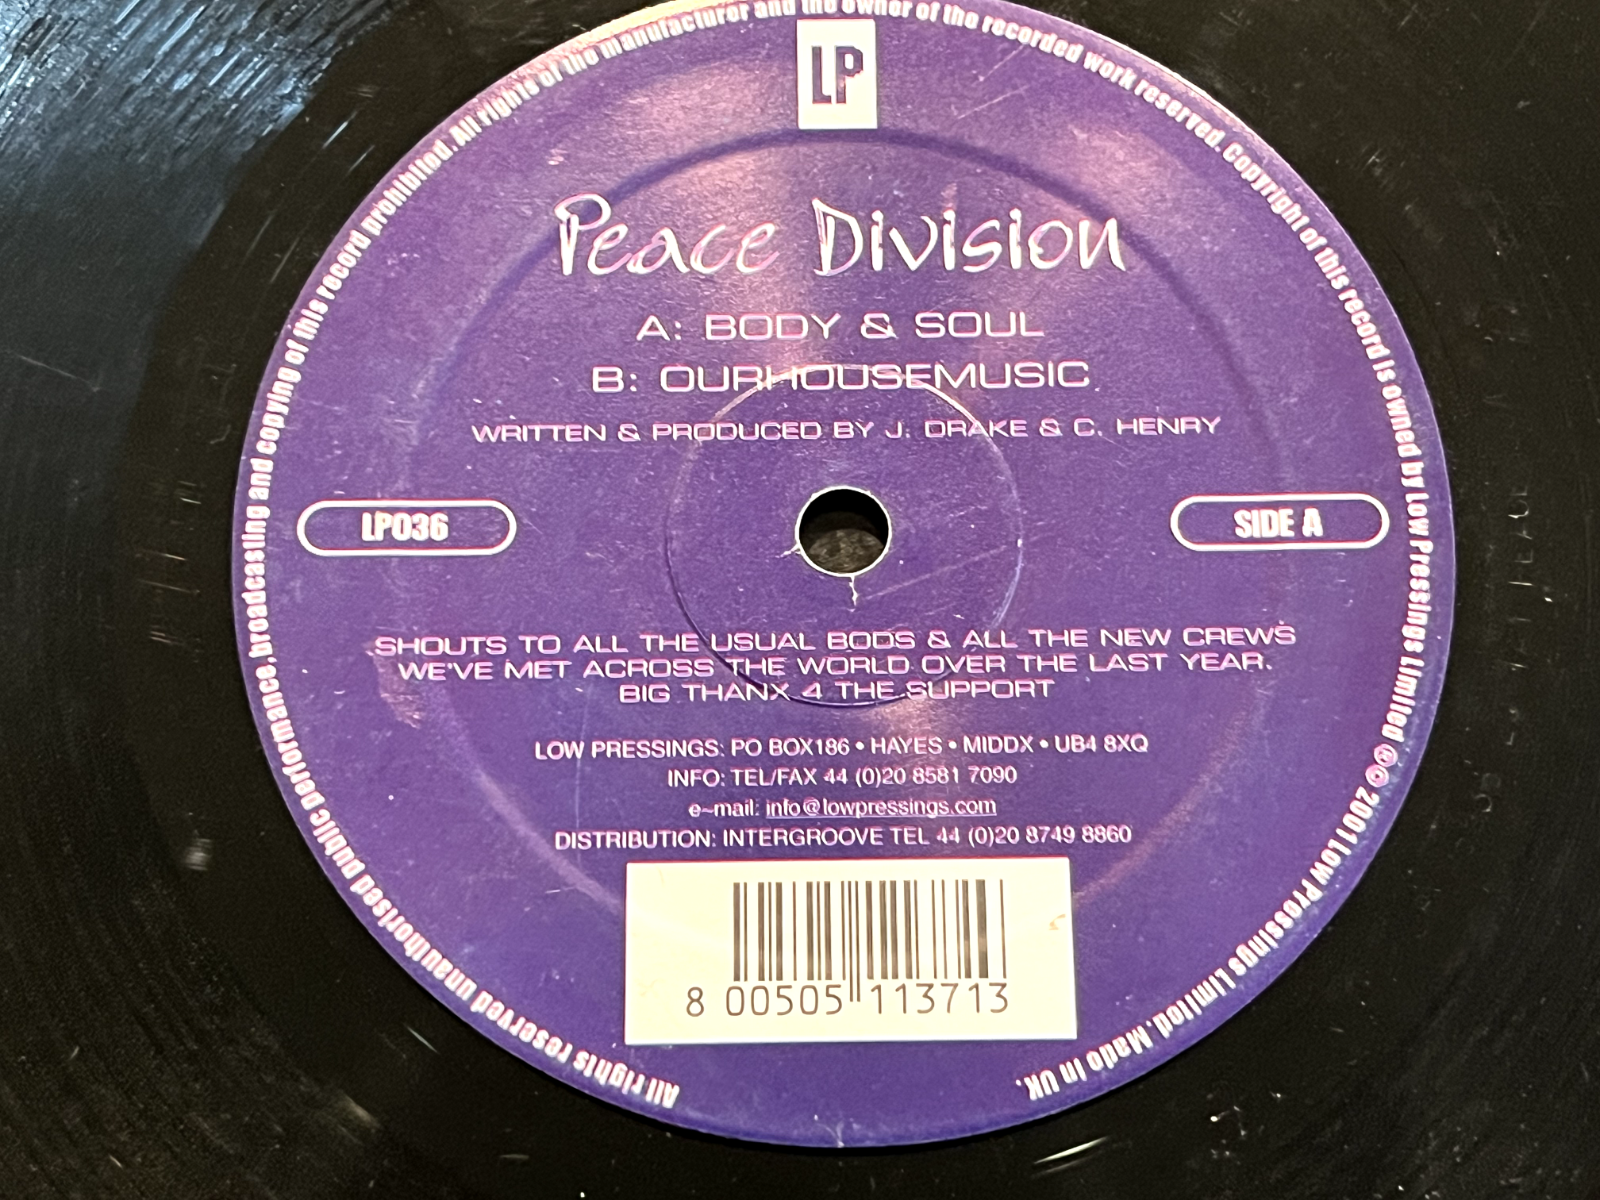 LP
Peace Division
A: BODY & SOUL
B: OURHOUSEMUSIC
WRITTEN & PRODUCED BY J. DRAKE & C. HENRY
LP036
SIDE A
SHOUTS TO ALL THE USUAL BODS & ALL THE NEW CREWS
WE'VE MET ACROSS THE WORLD OVER THE LAST YEAR.
BIG THANX 4 THE SUPPORT
LOW PRESSINGS: PO BOX186 • HAYES • MIDDX • UB4 8XQ
INFO: TEL/FAX 44 (0)20 8581 7090
e-mail: info@lowpressings.com
DISTRIBUTION: INTERGROOVE TEL 44 (0)20 8749 8860
8 00505 113713
All rights reserved unauthorised public performance, broadcasting and copying of this record prohibited. All rights of the manufacturer and the owner of the recorded work reserved. Copyright of this record is owned by Low Pressings Limited ℗© 2001 Low Pressings Limited. Made in UK.